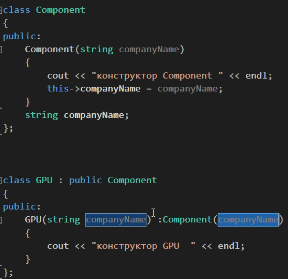 class Component
{
public:
Component(string companyName)
{
cout << "конструктор Component " << endl;
this->companyName = companyName;
}
string companyName;
};
class GPU : public Component
{
public:
GPU(string companyName) :Component(companyName)
{
cout << "конструктор GPU  " << endl;
}
};